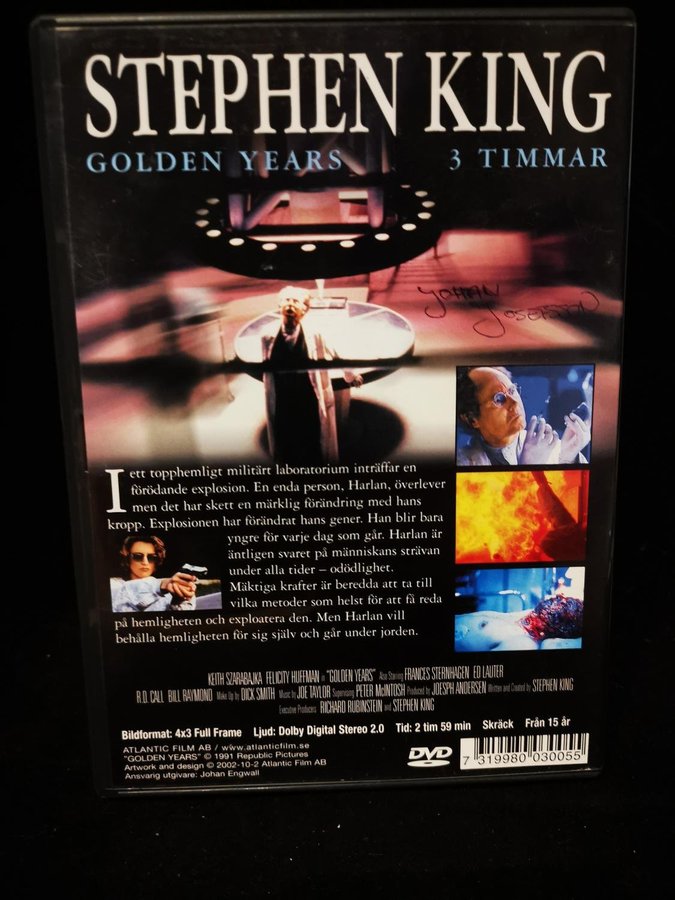 STEPHEN KING
GOLDEN YEARS 3 TIMMAR
JOHAN
JOSEFSSON
I ett topphemligt militärt laboratorium inträffar en
förödande explosion. En enda person, Harlan, överlever
men det har skett en märklig förändring med hans
kropp. Explosionen har förändrat hans gener. Han blir bara
yngre för varje dag som går. Harlan är
äntligen svaret på människans strävan
under alla tider – odödlighet.
Mäktiga krafter är beredda att ta till
vilka metoder som helst för att få reda
på hemligheten och exploatera den. Men Harlan vill
behålla hemligheten för sig själv och går under jorden.
KEITH SZARABAJKA FELICITY HUFFMAN in "GOLDEN YEARS" Also Starring FRANCES STERNHAGEN ED LAUTER
R.D. CALL BILL RAYMOND Make Up by DICK SMITH Music by JOE TAYLOR Supervising PETER McINTOSH Produced by JOESPH ANDERSEN Written and Created by STEPHEN KING
Executive Producers RICHARD RUBINSTEIN and STEPHEN KING
Bildformat: 4x3 Full Frame Ljud: Dolby Digital Stereo 2.0 Tid: 2 tim 59 min Skräck Från 15 år
ATLANTIC FILM AB / www.atlanticfilm.se
"GOLDEN YEARS" © 1991 Republic Pictures
Artwork and design © 2002-10-2 Atlantic Film AB
Ansvarig utgivare: Johan Engwall
DVD
7 319980 030055